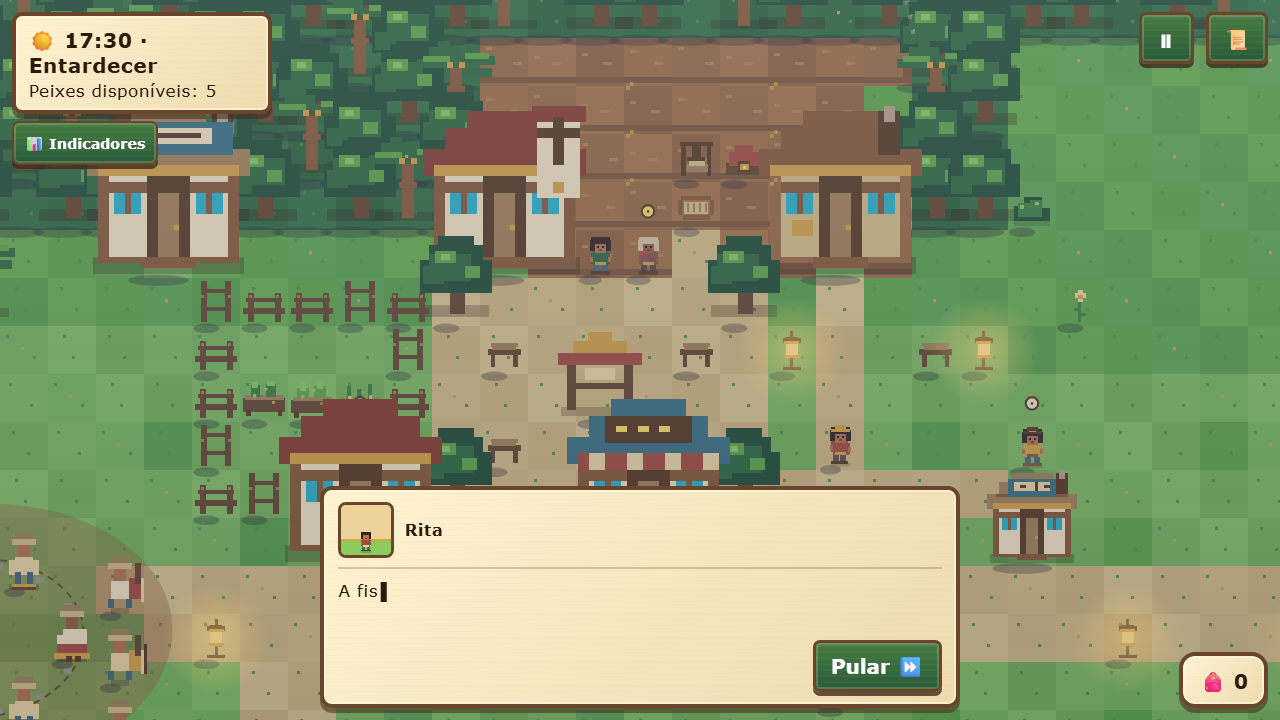 17:30 ·
Entardecer
Peixes disponíveis: 5
Indicadores
Rita
A fis
Pular
0